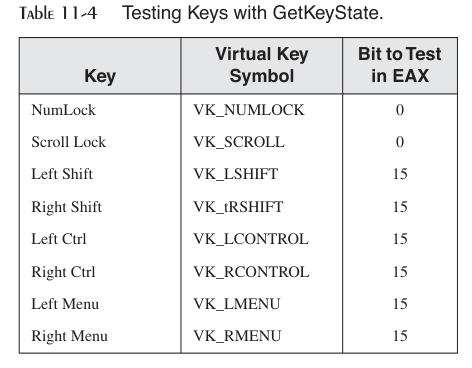 TABLE 11-4 Testing Keys with GetKeyState.
Key Virtual Key Symbol Bit to Test in EAX
NumLock VK_NUMLOCK 0
Scroll Lock VK_SCROLL 0
Left Shift VK_LSHIFT 15
Right Shift VK_tRSHIFT 15
Left Ctrl VK_LCONTROL 15
Right Ctrl VK_RCONTROL 15
Left Menu VK_LMENU 15
Right Menu VK_RMENU 15